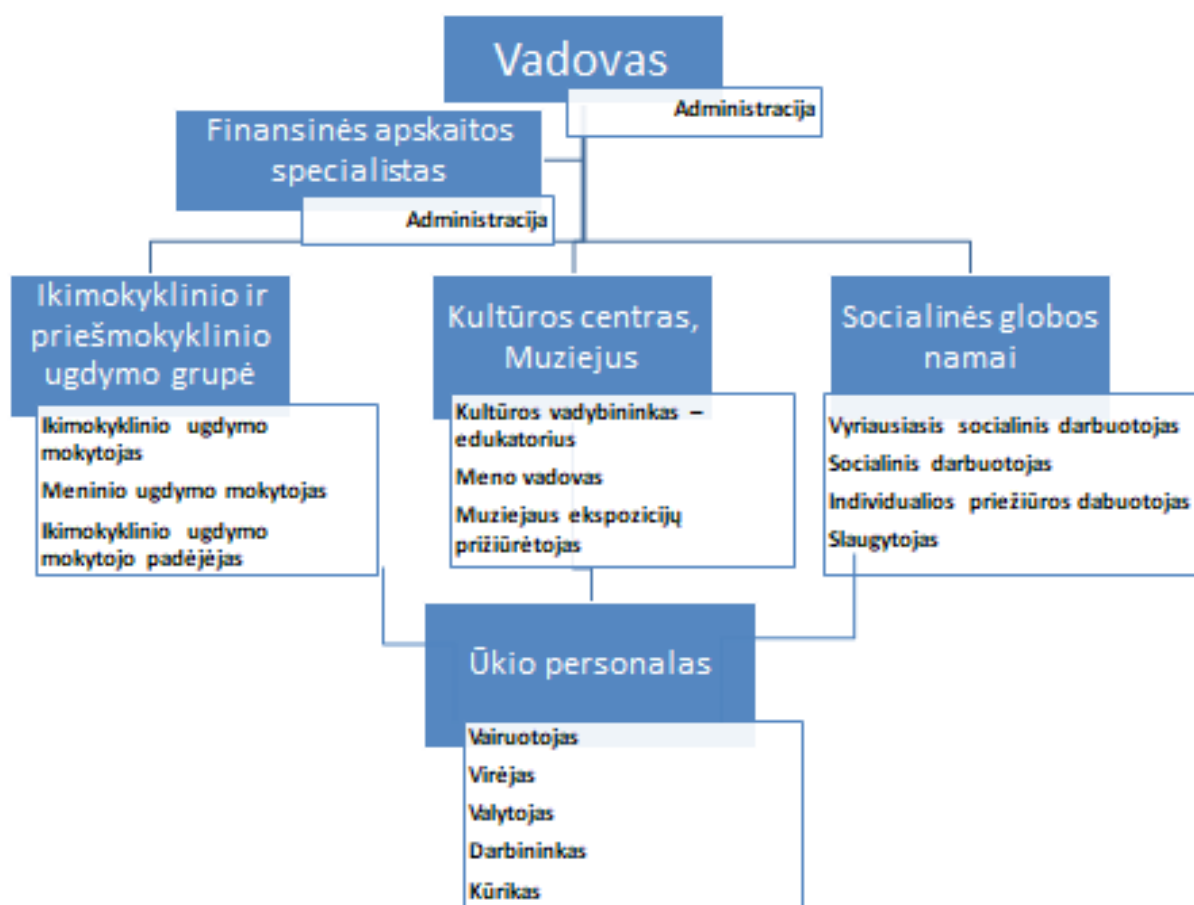 Vadovas
Administracija
Finansinės apskaitos
specialistas
Administracija
Ikimokyklinio ir
priešmokyklinio
ugdymo grupė
Ikimokyklinio ugdymo
mokytojas
Meninio ugdymo mokytojas
Ikimokyklinio ugdymo
mokytojo padėjėjas
Kultūros centras,
Muziejus
Kultūros vadybininkas –
edukatorius
Meno vadovas
Muziejaus ekspozicijų
prižiūrėtojas
Socialinės globos
namai
Vyriausiasis socialinis darbuotojas
Socialinis darbuotojas
Individualios priežiūros dabuotojas
Slaugytojas
Ūkio personalas
Vairuotojas
Virėjas
Valytojas
Darbininkas
Kūrikas